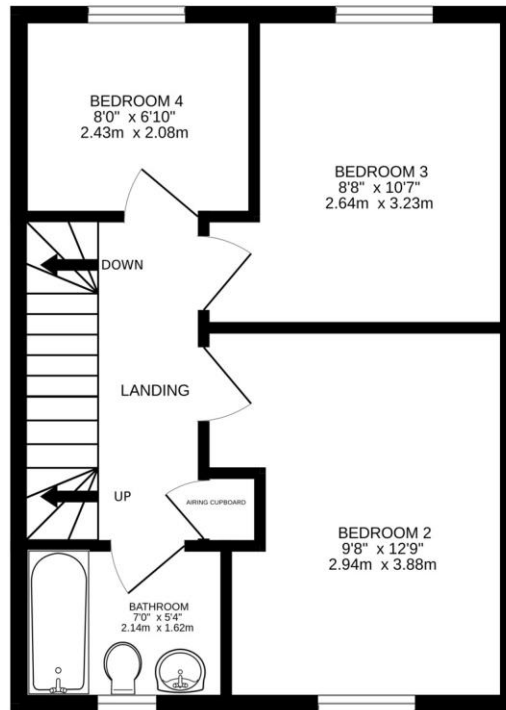 BEDROOM 4
8'0" x 6'10"
2.43m x 2.08m
BEDROOM 3
8'8" x 10'7"
2.64m x 3.23m
DOWN
LANDING
UP
AIRING CUPBOARD
BEDROOM 2
9'8" x 12'9"
2.94m x 3.88m
BATHROOM
7'0" x 5'4"
2.14m x 1.62m